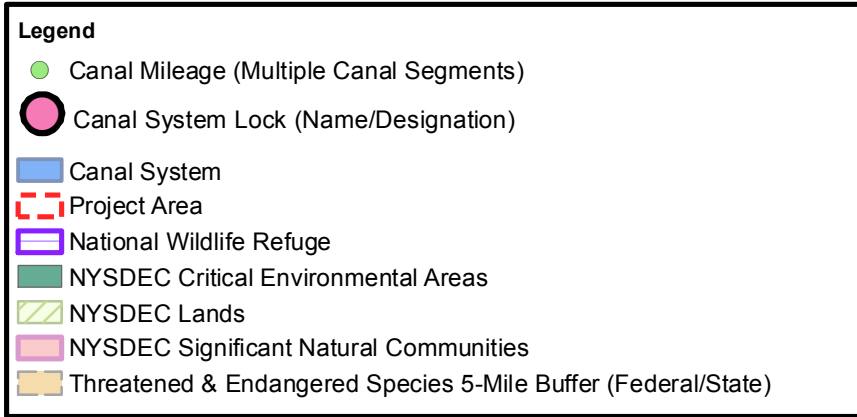 Legend
Canal Mileage (Multiple Canal Segments)
Canal System Lock (Name/Designation)
Canal System
Project Area
National Wildlife Refuge
NYSDEC Critical Environmental Areas
NYSDEC Lands
NYSDEC Significant Natural Communities
Threatened & Endangered Species 5-Mile Buffer (Federal/State)